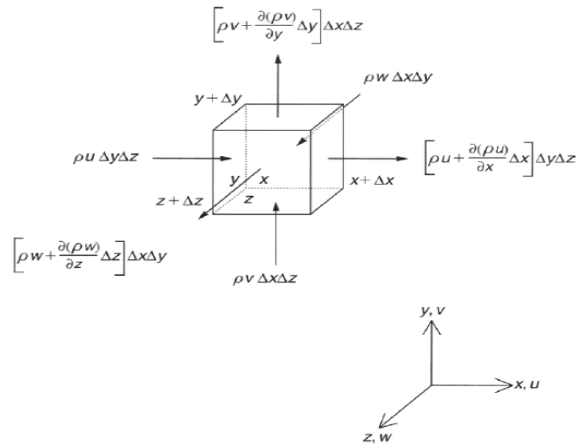 [ρv + ∂(ρv)/∂y Δy] ΔxΔz
y + Δy
ρw ΔxΔy
ρu ΔyΔz
[ρu + ∂(ρu)/∂x Δx] ΔyΔz
y x
x + Δx
z + Δz
z
[ρw + ∂(ρw)/∂z Δz] ΔxΔy
ρv ΔxΔz
y, v
x, u
z, w